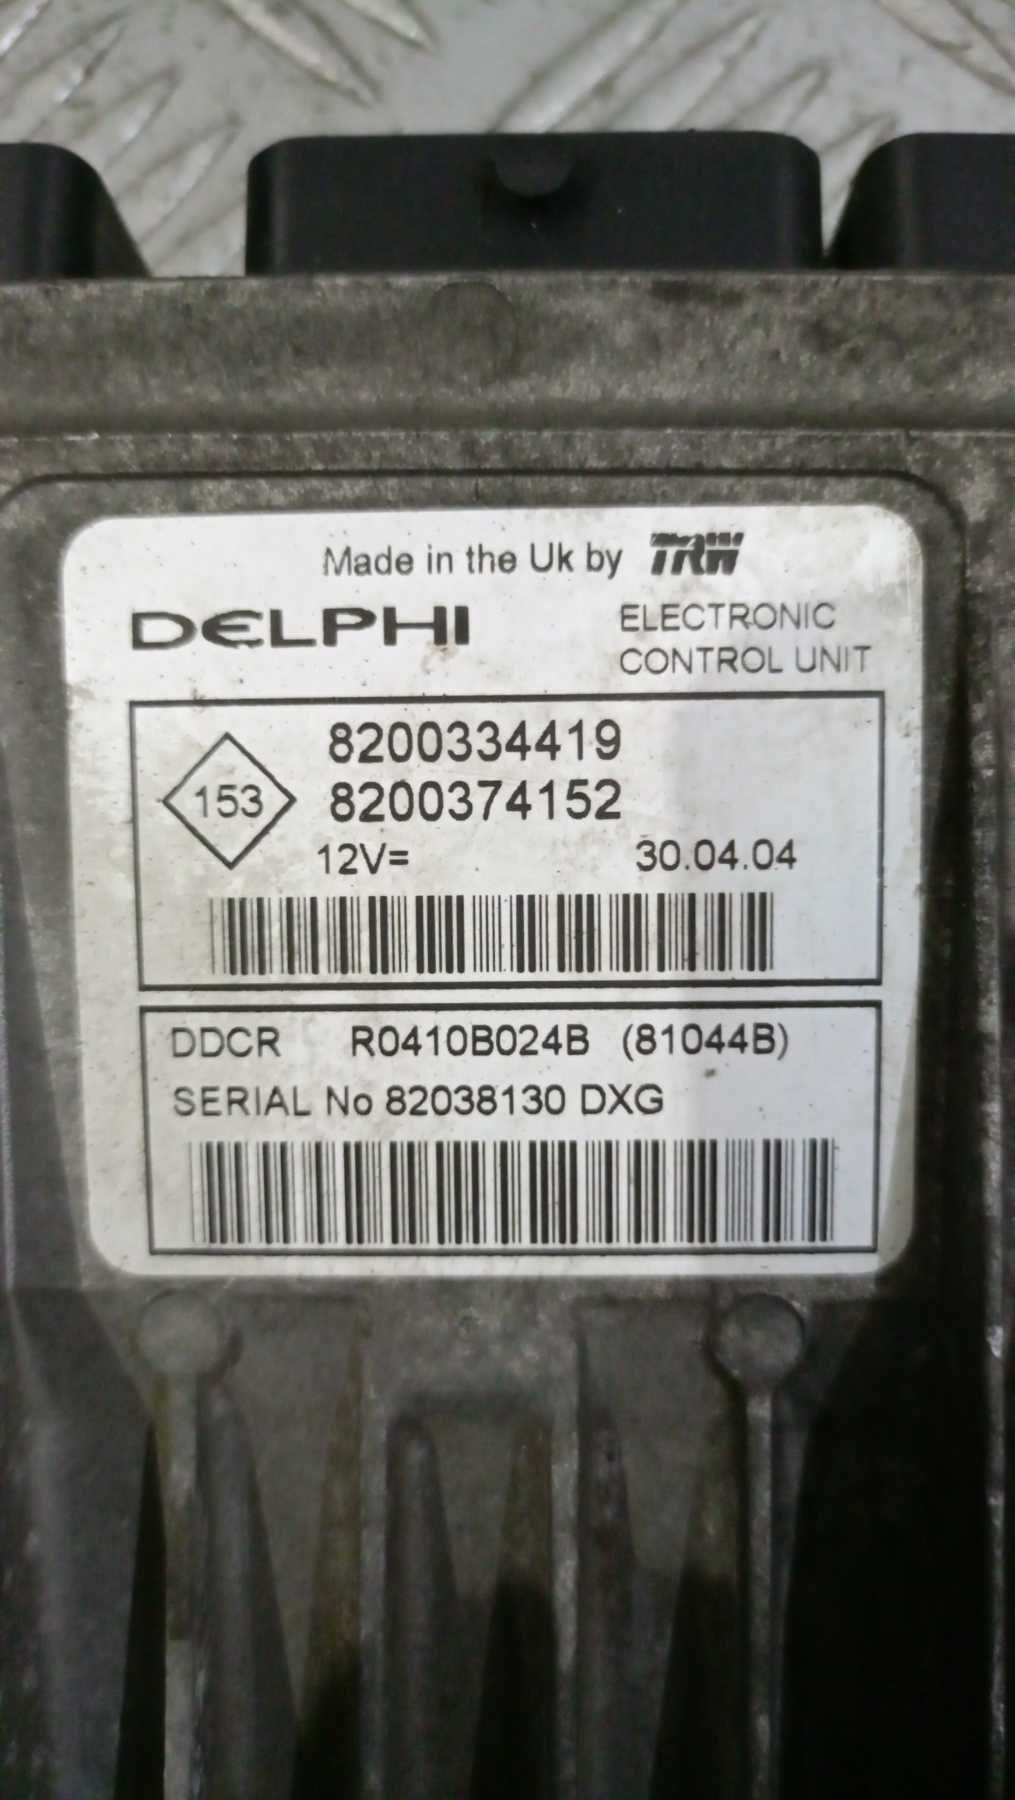 Made in the Uk by TRW
DELPHI
ELECTRONIC
CONTROL UNIT
8200334419
153
8200374152
12V= 30.04.04
DDCR R0410B024B (81044B)
SERIAL No 82038130 DXG